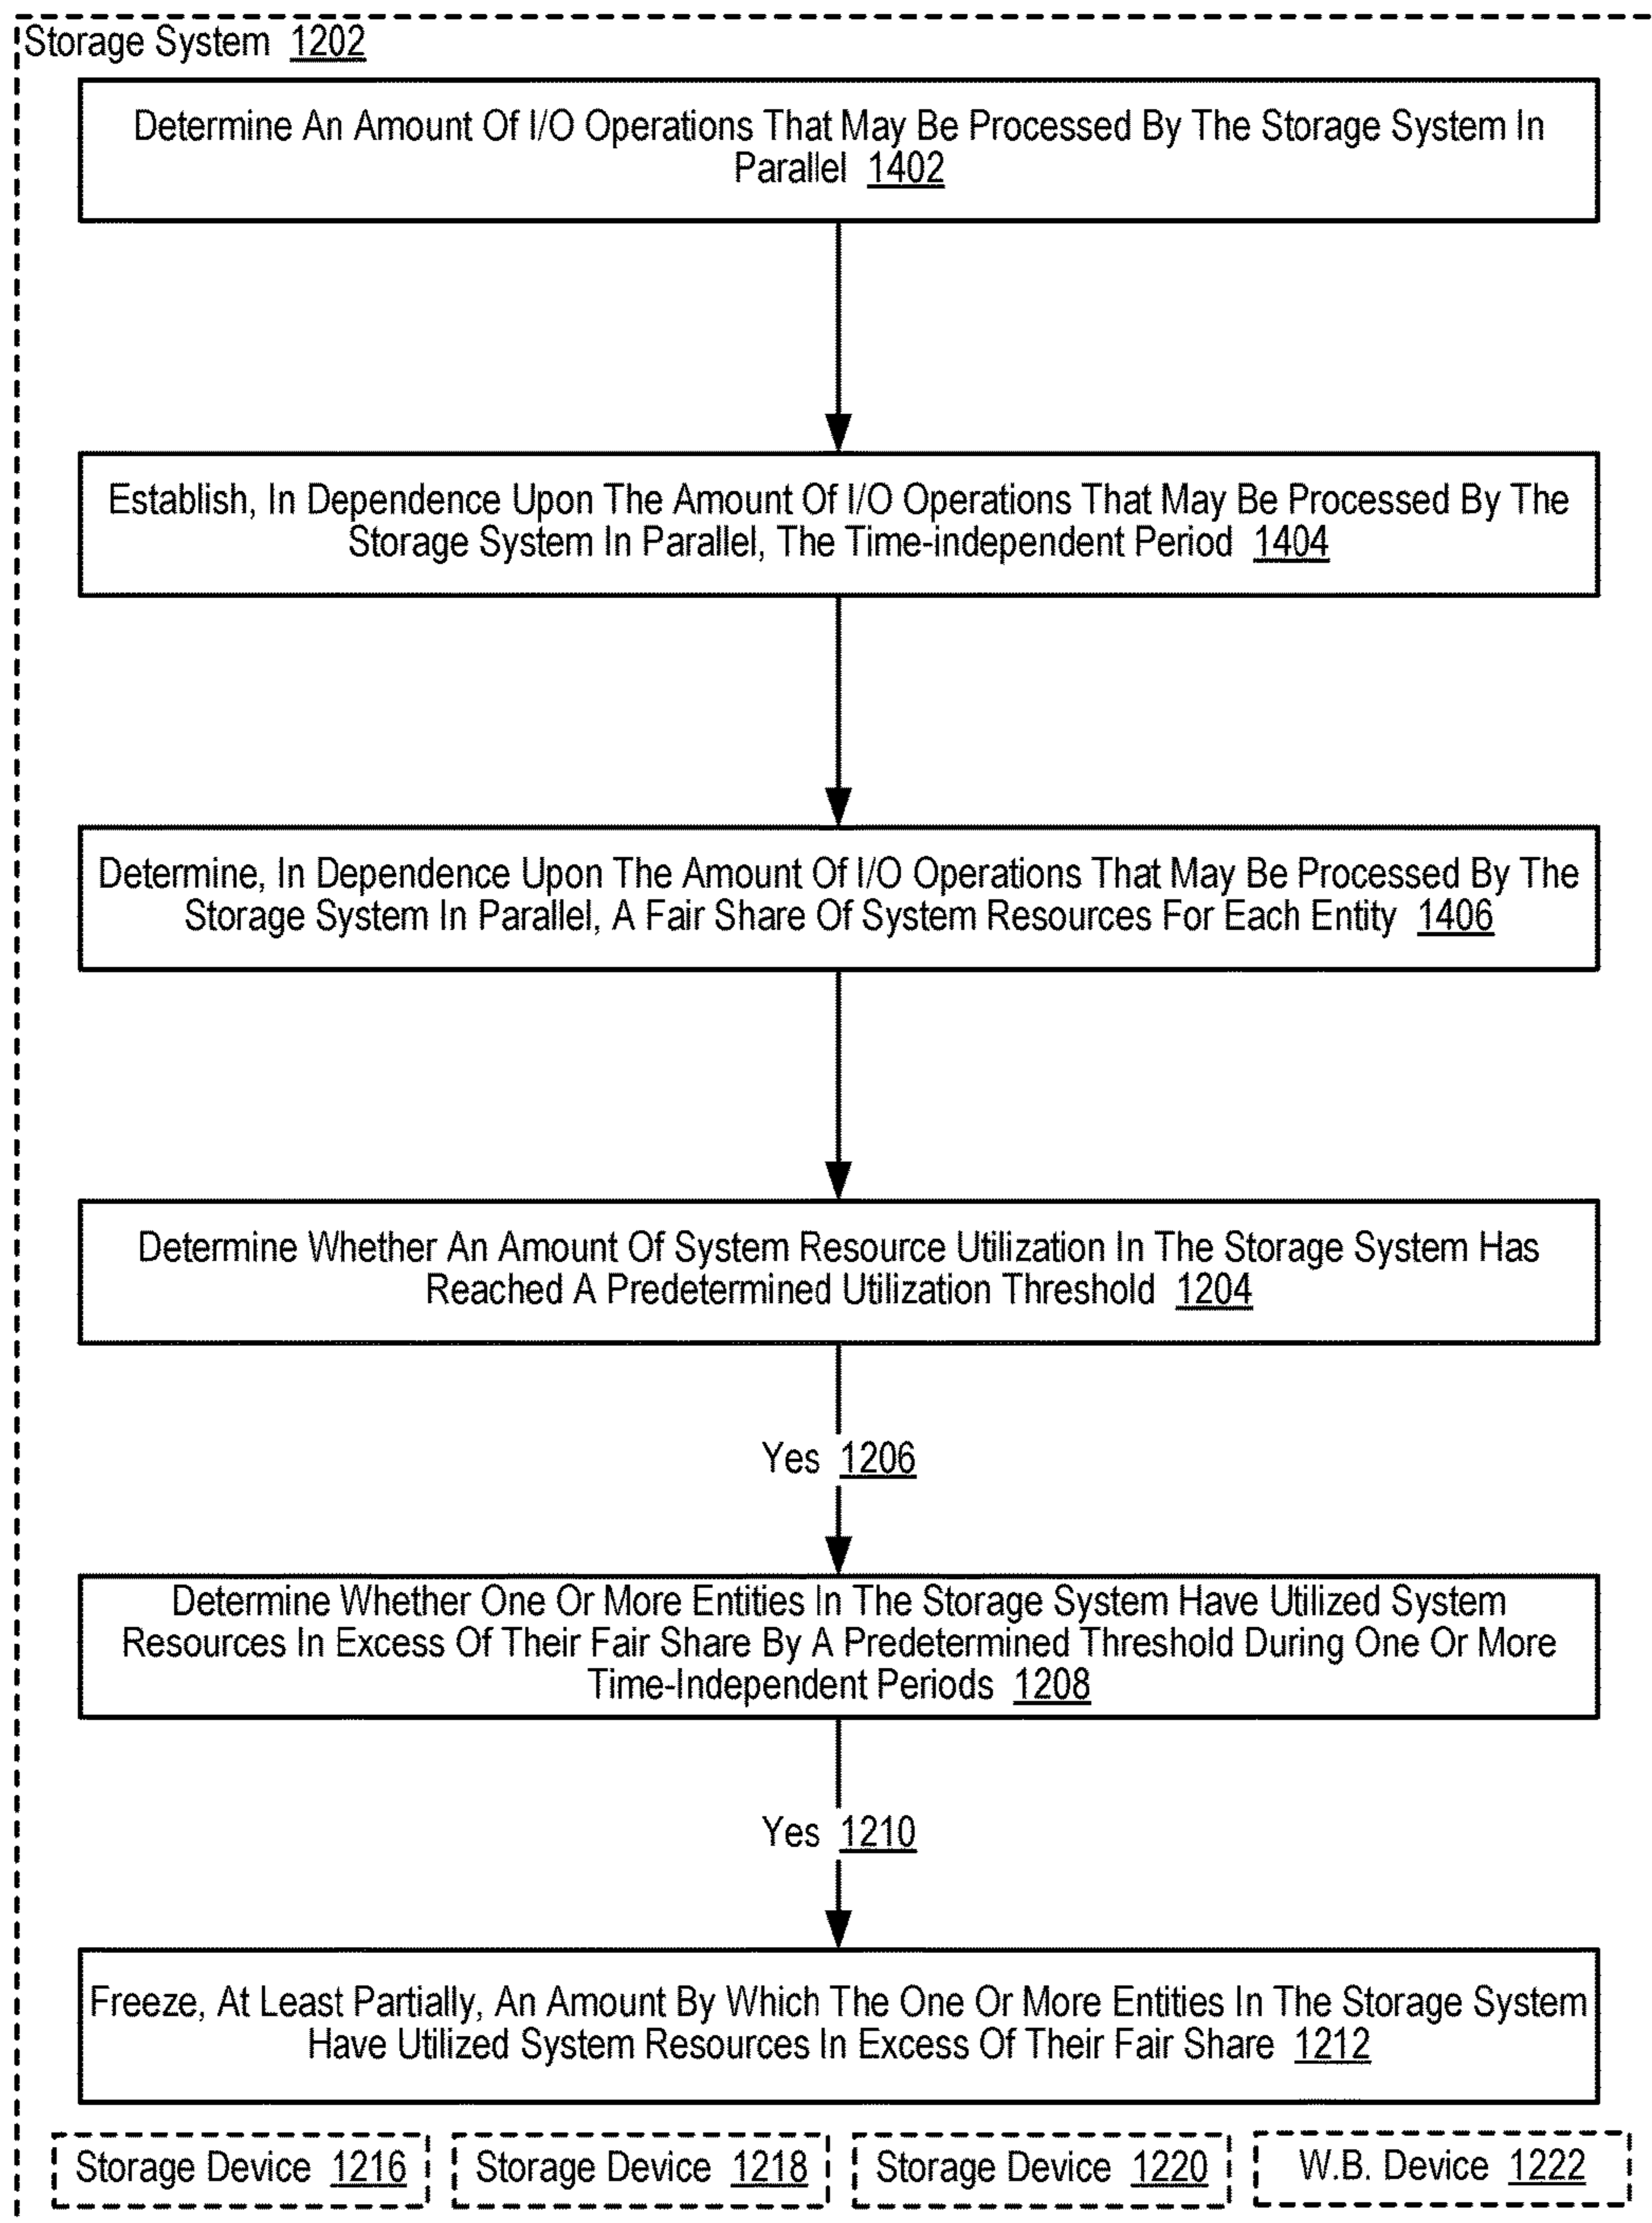 Storage System 1202
Determine An Amount Of I/O Operations That May Be Processed By The Storage System In
Parallel 1402
Establish, In Dependence Upon The Amount Of I/O Operations That May Be Processed By The
Storage System In Parallel, The Time-independent Period 1404
Determine, In Dependence Upon The Amount Of I/O Operations That May Be Processed By The
Storage System In Parallel, A Fair Share Of System Resources For Each Entity 1406
Determine Whether An Amount Of System Resource Utilization In The Storage System Has
Reached A Predetermined Utilization Threshold 1204
Yes 1206
Determine Whether One Or More Entities In The Storage System Have Utilized System
Resources In Excess Of Their Fair Share By A Predetermined Threshold During One Or More
Time-Independent Periods 1208
Yes 1210
Freeze, At Least Partially, An Amount By Which The One Or More Entities In The Storage System
Have Utilized System Resources In Excess Of Their Fair Share 1212
Storage Device 1216
Storage Device 1218
Storage Device 1220
W.B. Device 1222